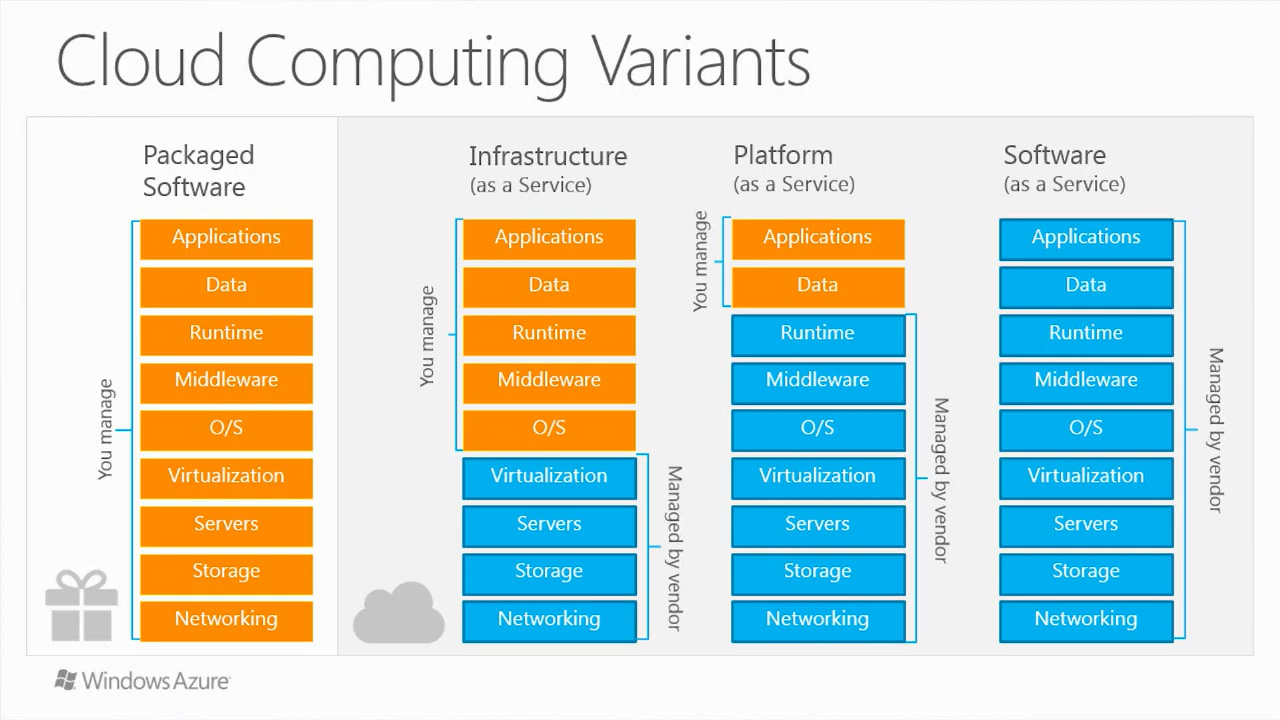 Cloud Computing Variants
Packaged
Software
You manage
Applications
Data
Runtime
Middleware
O/S
Virtualization
Servers
Storage
Networking
Infrastructure
(as a Service)
You manage
Applications
Data
Runtime
Middleware
O/S
Virtualization
Servers
Storage
Networking
Managed by vendor
Platform
(as a Service)
You manage
Applications
Data
Runtime
Middleware
O/S
Virtualization
Servers
Storage
Networking
Managed by vendor
Software
(as a Service)
Applications
Data
Runtime
Middleware
O/S
Virtualization
Servers
Storage
Networking
Managed by vendor
Windows Azure